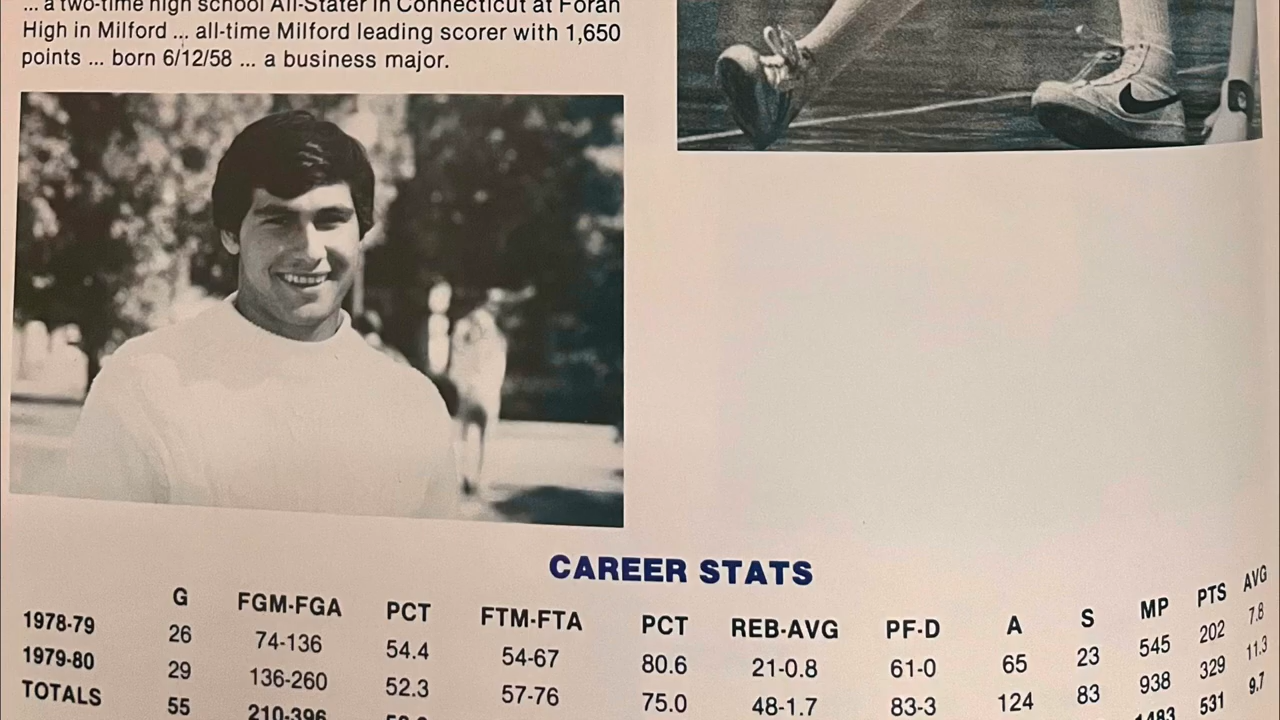 ... a two-time high school All-Stater in Connecticut at Foran
High in Milford ... all-time Milford leading scorer with 1,650
points ... born 6/12/58 ... a business major.
CAREER STATS
G FGM-FGA PCT FTM-FTA PCT REB-AVG PF-D A S MP PTS AVG
1978-79 26 74-136 54.4 54-67 80.6 21-0.8 61-0 65 23 545 202 7.8
1979-80 29 136-260 52.3 57-76 75.0 48-1.7 83-3 124 83 938 329 11.3
TOTALS 55 210-396 1483 531 9.7